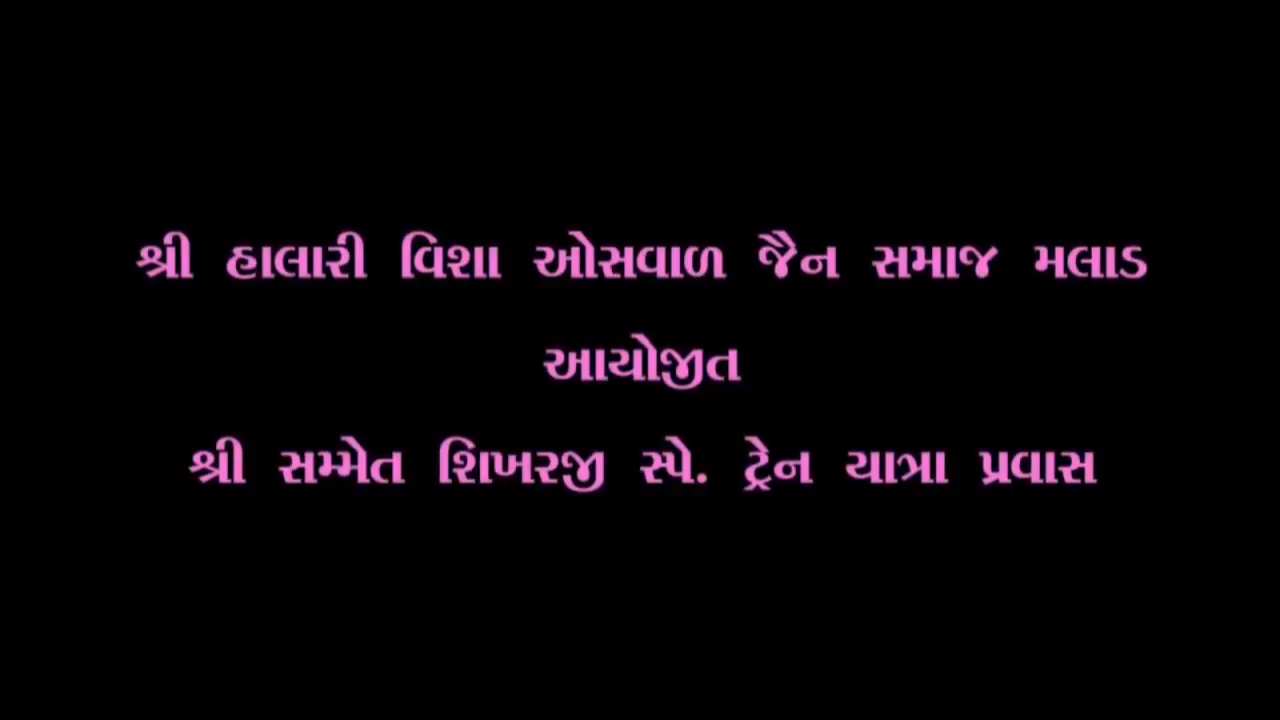 શ્રી હાલારી વિશા ઓસવાળ જૈન સમાજ મલાડ
આયોજીત
શ્રી સમ્મેત શિખરજી સ્પે. ટ્રેન યાત્રા પ્રવાસ